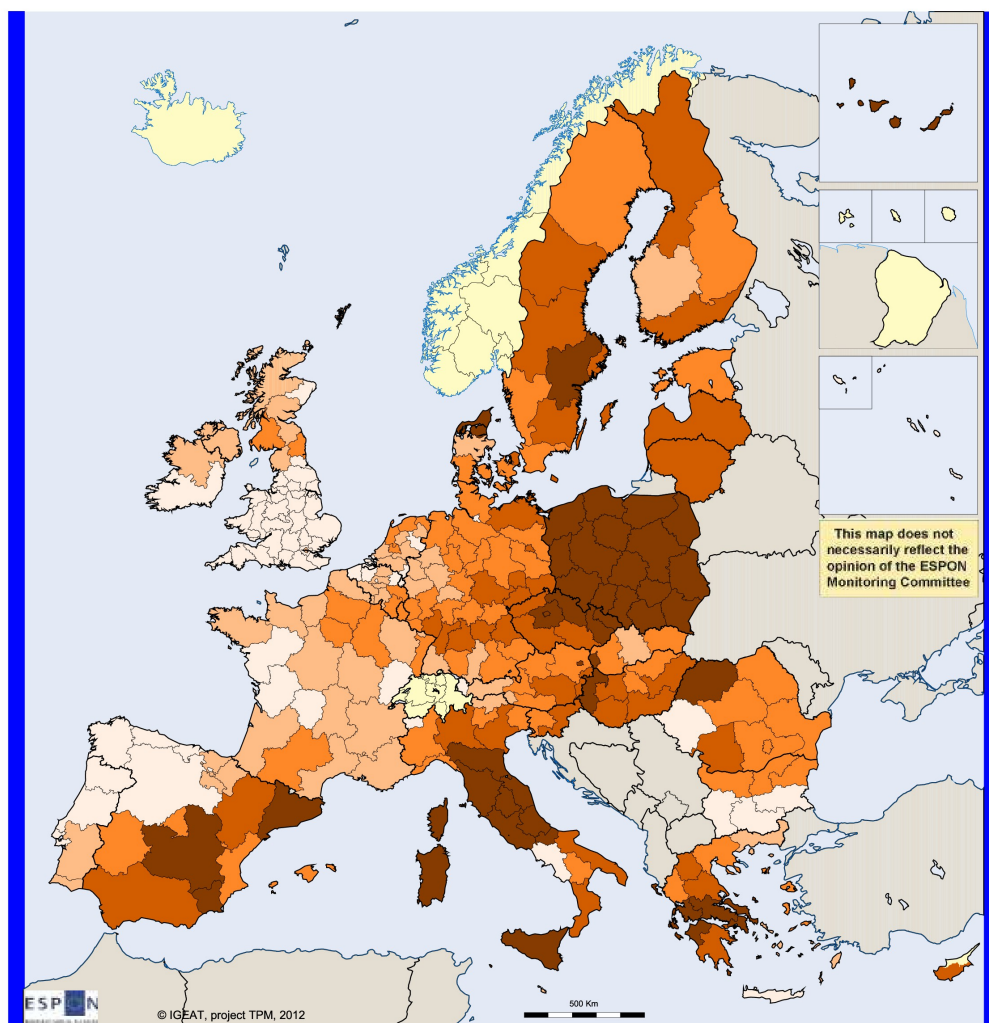 This map does not
necessarily reflect the
opinion of the ESPON
Monitoring Committee
ESPON
© IGEAT, project TPM, 2012
500 Km